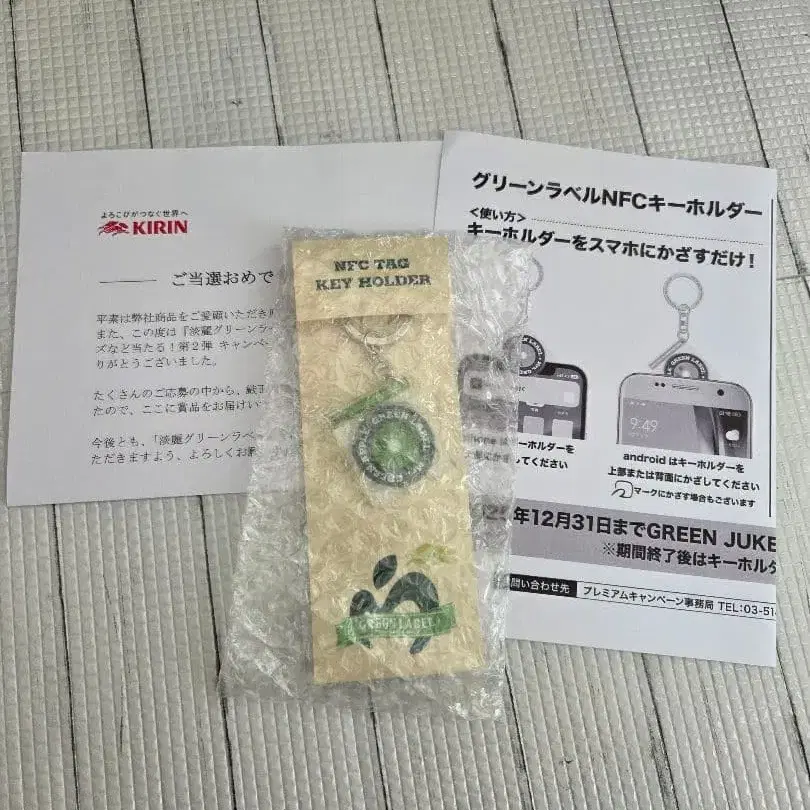 よろこびがつなぐ世界へ
KIRIN
ご当選おめで
平素は弊社商品をご愛顧いただき
また、この度は『淡麗グリーンラ
ズなど当たる！第2弾 キャンペ
りがとうございました。
たくさんのご応募の中から、厳
たので、ここに賞品をお届けい
今後とも、「淡麗グリーンラベ
ただきますよう、よろしくお
NFC TAG
KEY HOLDER
GREEN LABEL
GREEN LABEL
グリーンラベルNFCキーホルダー
<使い方>
キーホルダーをスマホにかざすだけ！
GREEN LABEL
9:49
キーホルダーを
してください
android はキーホルダーを
上部または背面にかざしてください
マークにかざす場合もございます
年12月31日までGREEN JUKE
※期間終了後はキーホルダ
問い合わせ先 プレミアムキャンペーン事務局 TEL:03-51